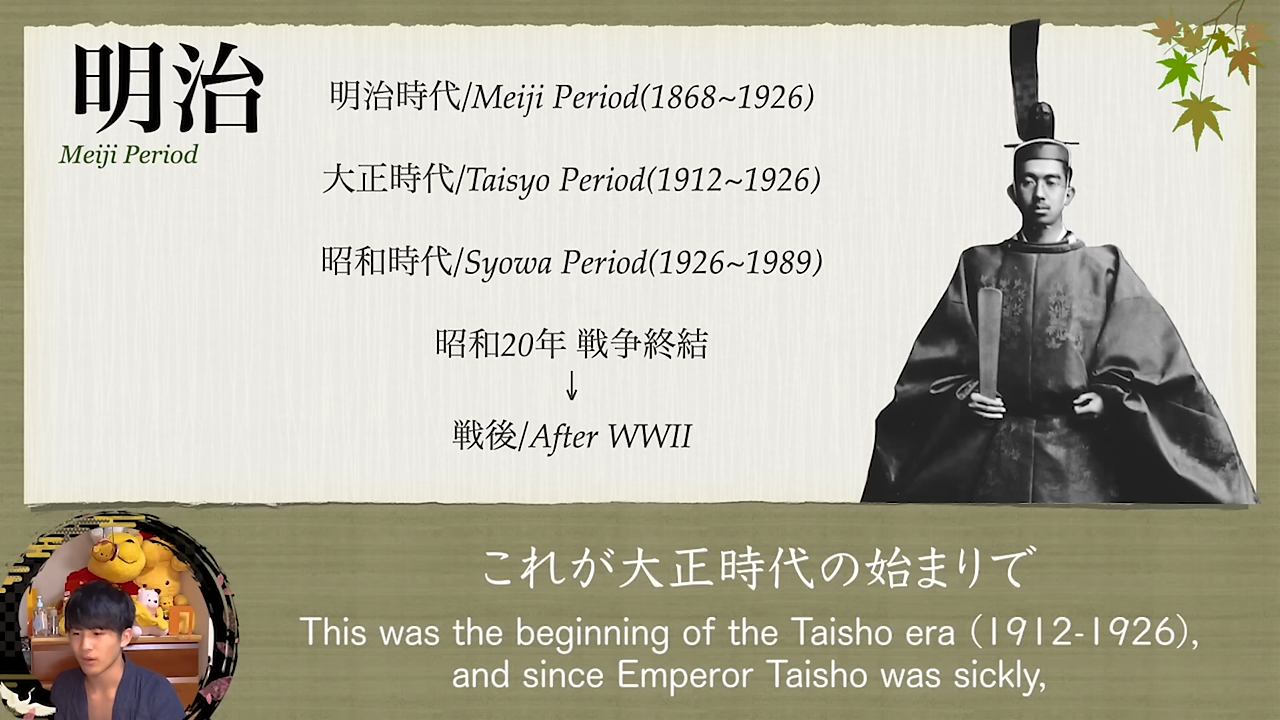 明治
Meiji Period
明治時代/Meiji Period(1868~1926)
大正時代/Taisyo Period(1912~1926)
昭和時代/Syowa Period(1926~1989)
昭和20年 戦争終結
↓
戦後/After WWII
これが大正時代の始まりで
This was the beginning of the Taisho era (1912-1926),
and since Emperor Taisho was sickly,